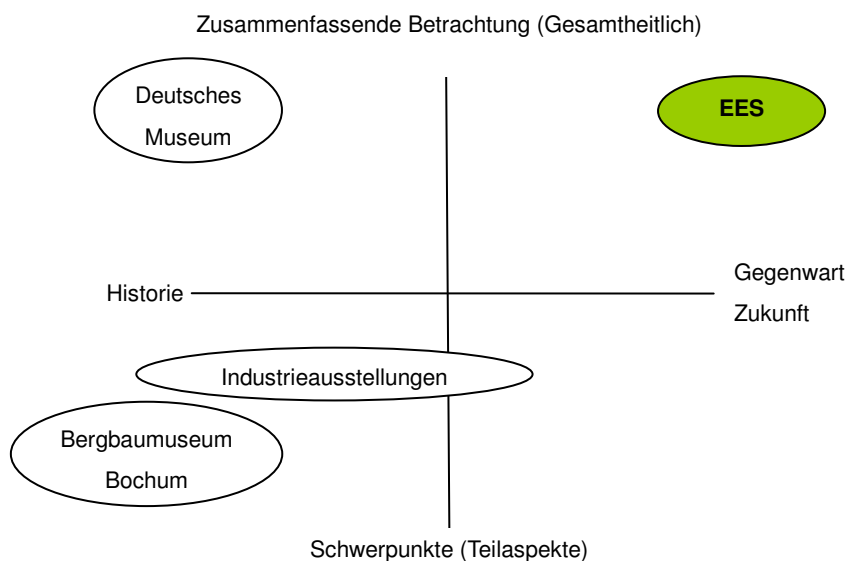 Zusammenfassende Betrachtung (Gesamtheitlich)
Deutsches
Museum
EES
Historie
Gegenwart
Zukunft
Industrieausstellungen
Bergbaumuseum
Bochum
Schwerpunkte (Teilaspekte)